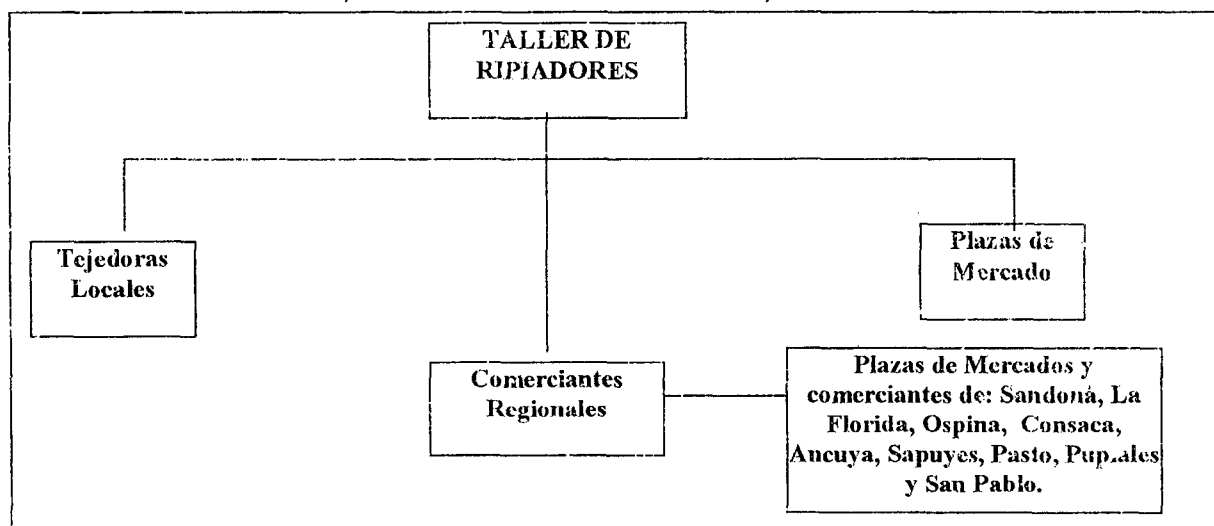 TALLER DE
RIPIADORES
Tejedoras
Locales
Plazas de
Mercado
Comerciantes
Regionales
Plazas de Mercados y
comerciantes de: Sandoná, La
Florida, Ospina, Consaca,
Ancuya, Sapuyes, Pasto, Pupiales
y San Pablo.